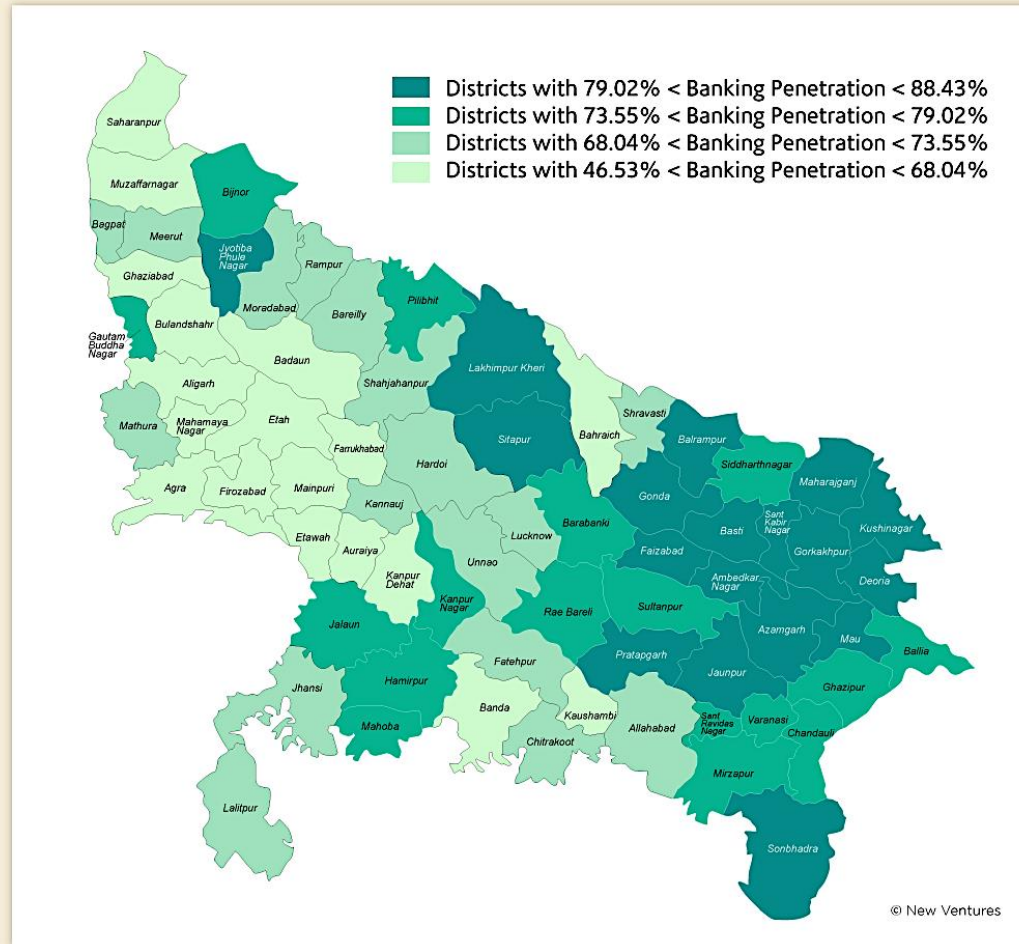 Districts with 79.02% < Banking Penetration < 88.43%
Districts with 73.55% < Banking Penetration < 79.02%
Districts with 68.04% < Banking Penetration < 73.55%
Districts with 46.53% < Banking Penetration < 68.04%
Saharanpur
Muzaffarnagar
Bijnor
Bagpat
Meerut
Jyotiba
Phule
Nagar
Rampur
Ghaziabad
Moradabad
Pilibhit
Bareilly
Bulandshahr
Gautam
Buddha
Nagar
Badaun
Lakhimpur Kheri
Aligarh
Shahjahanpur
Shravasti
Mathura
Mahamaya
Nagar
Etah
Farrukhabad
Sitapur
Bahraich
Balrampur
Hardoi
Siddharthnagar
Maharajganj
Agra
Firozabad
Mainpuri
Kannauj
Gonda
Sant
Kabir
Nagar
Kushinagar
Etawah
Auraiya
Lucknow
Barabanki
Basti
Faizabad
Gorkakhpur
Unnao
Kanpur
Dehat
Ambedkar
Nagar
Deoria
Kanpur
Nagar
Rae Bareli
Sultanpur
Jalaun
Azamgarh
Mau
Ballia
Fatehpur
Pratapgarh
Jaunpur
Hamirpur
Jhansi
Ghazipur
Banda
Kaushambi
Mahoba
Allahabad
Sant
Ravidas
Nagar
Varanasi
Chandauli
Chitrakoot
Mirzapur
Lalitpur
Sonbhadra
© New Ventures